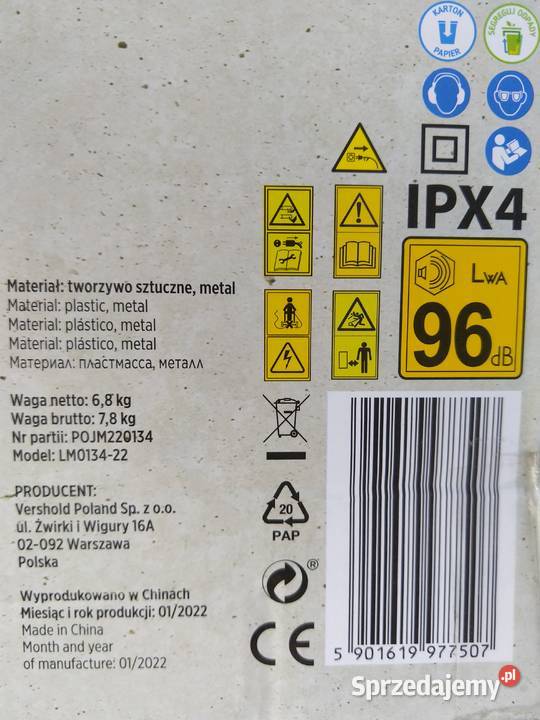 KARTON
PAPIER
SEGREGUJ ODPADY
IPX4
LWA
96 dB
Materiał: tworzywo sztuczne, metal
Material: plastic, metal
Material: plástico, metal
Material: plástico, metal
Материал: пластмасса, металл
Waga netto: 6,8 kg
Waga brutto: 7,8 kg
Nr partii: POJM220134
Model: LM0134-22
PRODUCENT:
Vershold Poland Sp. z o.o.
ul. Żwirki i Wigury 16A
02-092 Warszawa
Polska
Wyprodukowano w Chinach
Miesiąc i rok produkcji: 01/2022
Made in China
Month and year
of manufacture: 01/2022
20
PAP
®
CE
5 901619 977507
Sprzedajemy.pl